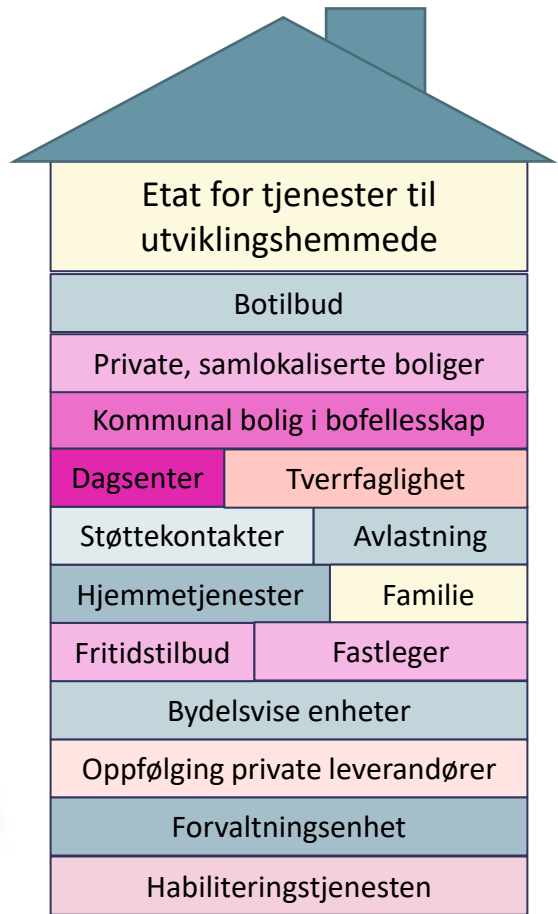 Etat for tjenester til
utviklingshemmede
Botilbud
Private, samlokaliserte boliger
Kommunal bolig i bofellesskap
Dagsenter
Tverrfaglighet
Støttekontakter
Avlastning
Hjemmetjenester
Familie
Fritidstilbud
Fastleger
Bydelsvise enheter
Oppfølging private leverandører
Forvaltningsenhet
Habiliteringstjenesten